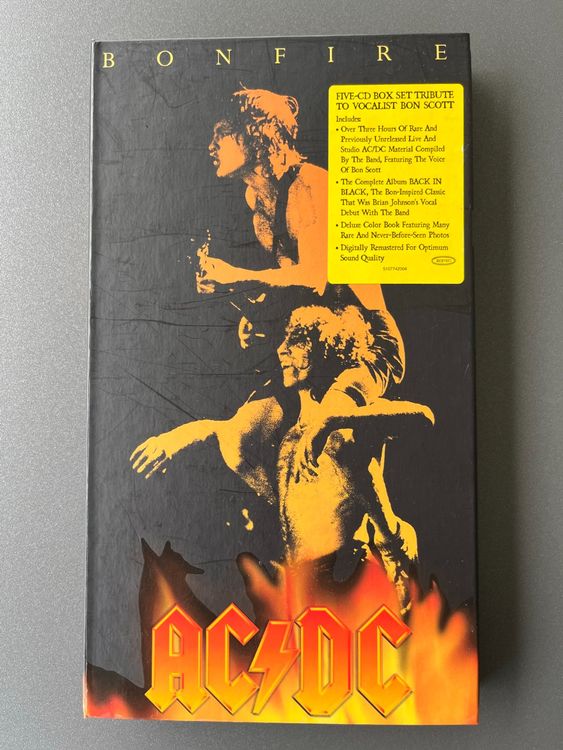 BONFIRE
FIVE-CD BOX SET TRIBUTE
TO VOCALIST BON SCOTT
Includes:
• Over Three Hours Of Rare And
Previously Unreleased Live And
Studio AC/DC Material Compiled
By The Band, Featuring The Voice
Of Bon Scott
• The Complete Album BACK IN
BLACK, The Bon-Inspired Classic
That Was Brian Johnson's Vocal
Debut With The Band
• Deluxe Color Book Featuring Many
Rare And Never-Before-Seen Photos
• Digitally Remastered For Optimum
Sound Quality
epic
5107742006
AC⚡DC